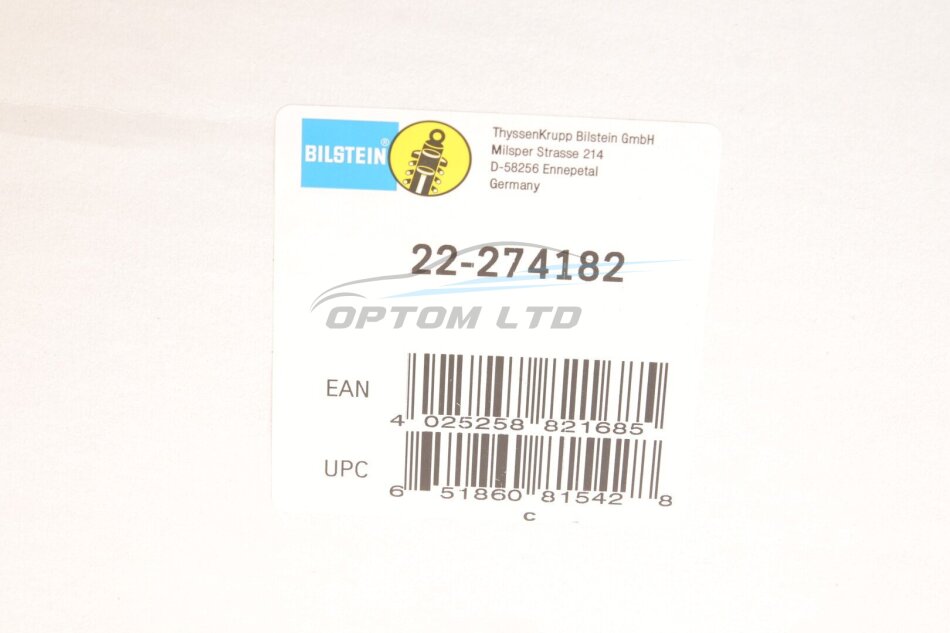 BILSTEIN®
ThyssenKrupp Bilstein GmbH
Milsper Strasse 214
D-58256 Ennepetal
Germany
22-274182
OPTOM LTD
EAN
4 025258 821685
UPC
6 51860 81542 8
C